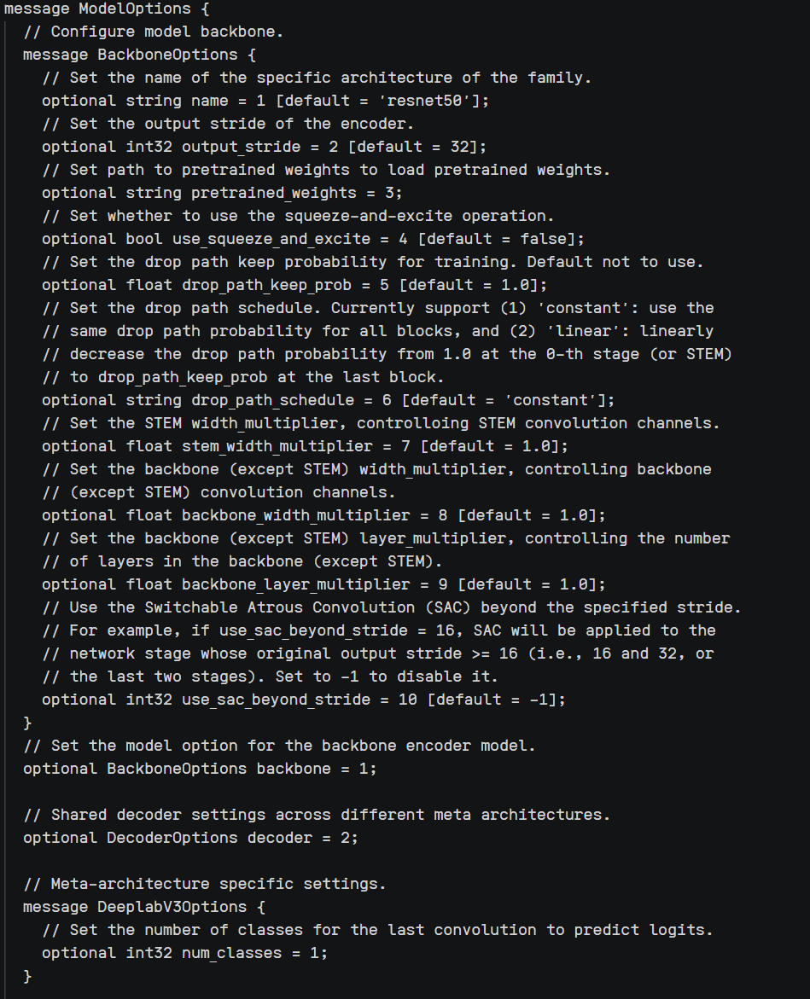 message ModelOptions {
// Configure model backbone.
message BackboneOptions {
// Set the name of the specific architecture of the family.
optional string name = 1 [default = 'resnet50'];
// Set the output stride of the encoder.
optional int32 output_stride = 2 [default = 32];
// Set path to pretrained weights to load pretrained weights.
optional string pretrained_weights = 3;
// Set whether to use the squeeze-and-excite operation.
optional bool use_squeeze_and_excite = 4 [default = false];
// Set the drop path keep probability for training. Default not to use.
optional float drop_path_keep_prob = 5 [default = 1.0];
// Set the drop path schedule. Currently support (1) 'constant': use the
// same drop path probability for all blocks, and (2) 'linear': linearly
// decrease the drop path probability from 1.0 at the 0-th stage (or STEM)
// to drop_path_keep_prob at the last block.
optional string drop_path_schedule = 6 [default = 'constant'];
// Set the STEM width_multiplier, controlloing STEM convolution channels.
optional float stem_width_multiplier = 7 [default = 1.0];
// Set the backbone (except STEM) width_multiplier, controlling backbone
// (except STEM) convolution channels.
optional float backbone_width_multiplier = 8 [default = 1.0];
// Set the backbone (except STEM) layer_multiplier, controlling the number
// of layers in the backbone (except STEM).
optional float backbone_layer_multiplier = 9 [default = 1.0];
// Use the Switchable Atrous Convolution (SAC) beyond the specified stride.
// For example, if use_sac_beyond_stride = 16, SAC will be applied to the
// network stage whose original output stride >= 16 (i.e., 16 and 32, or
// the last two stages). Set to -1 to disable it.
optional int32 use_sac_beyond_stride = 10 [default = -1];
}
// Set the model option for the backbone encoder model.
optional BackboneOptions backbone = 1;
// Shared decoder settings across different meta architectures.
optional DecoderOptions decoder = 2;
// Meta-architecture specific settings.
message DeeplabV3Options {
// Set the number of classes for the last convolution to predict logits.
optional int32 num_classes = 1;
}